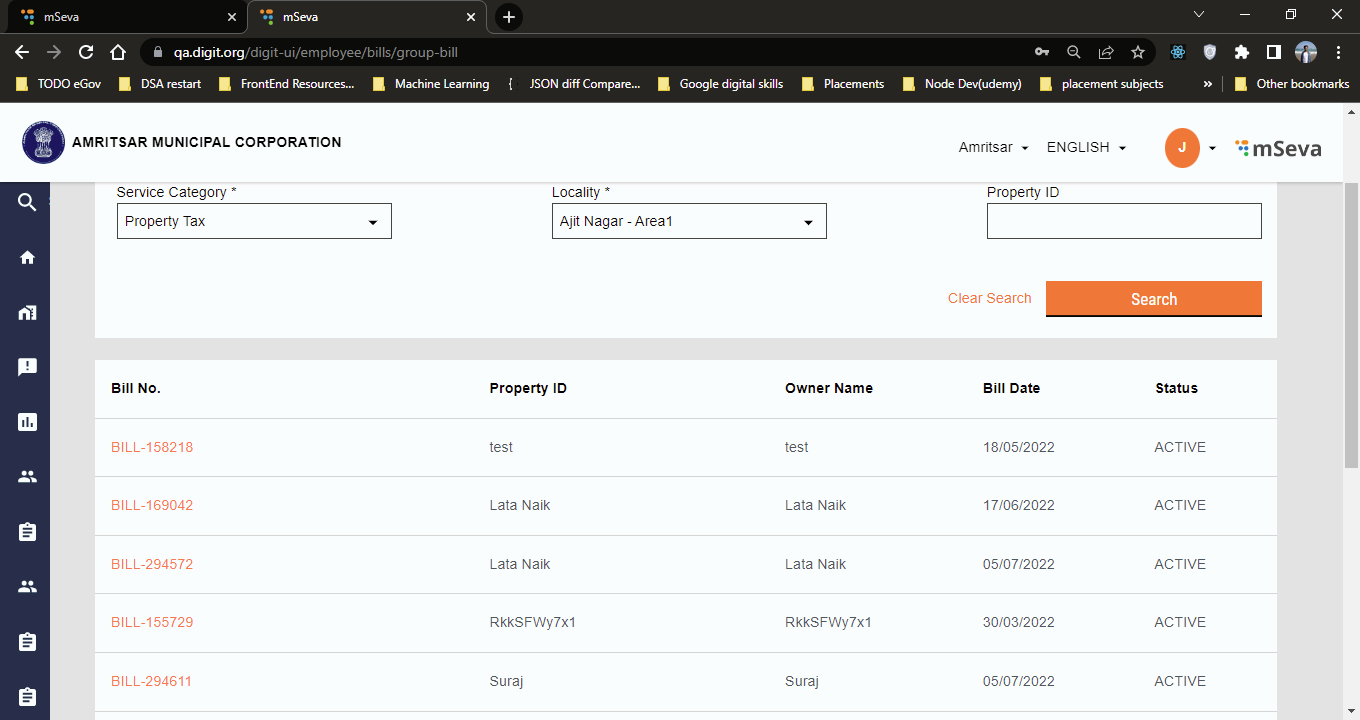 mSeva
mSeva
qa.digit.org/digit-ui/employee/bills/group-bill
TODO eGov DSA restart FrontEnd Resources... Machine Learning JSON diff Compare... Google digital skills Placements Node Dev(udemy) placement subjects » Other bookmarks
AMRITSAR MUNICIPAL CORPORATION Amritsar ENGLISH J mSeva
Service Category * Locality * Property ID
Property Tax Ajit Nagar - Area1
Clear Search Search
Bill No. Property ID Owner Name Bill Date Status
BILL-158218 test test 18/05/2022 ACTIVE
BILL-169042 Lata Naik Lata Naik 17/06/2022 ACTIVE
BILL-294572 Lata Naik Lata Naik 05/07/2022 ACTIVE
BILL-155729 RkkSFWy7x1 RkkSFWy7x1 30/03/2022 ACTIVE
BILL-294611 Suraj Suraj 05/07/2022 ACTIVE